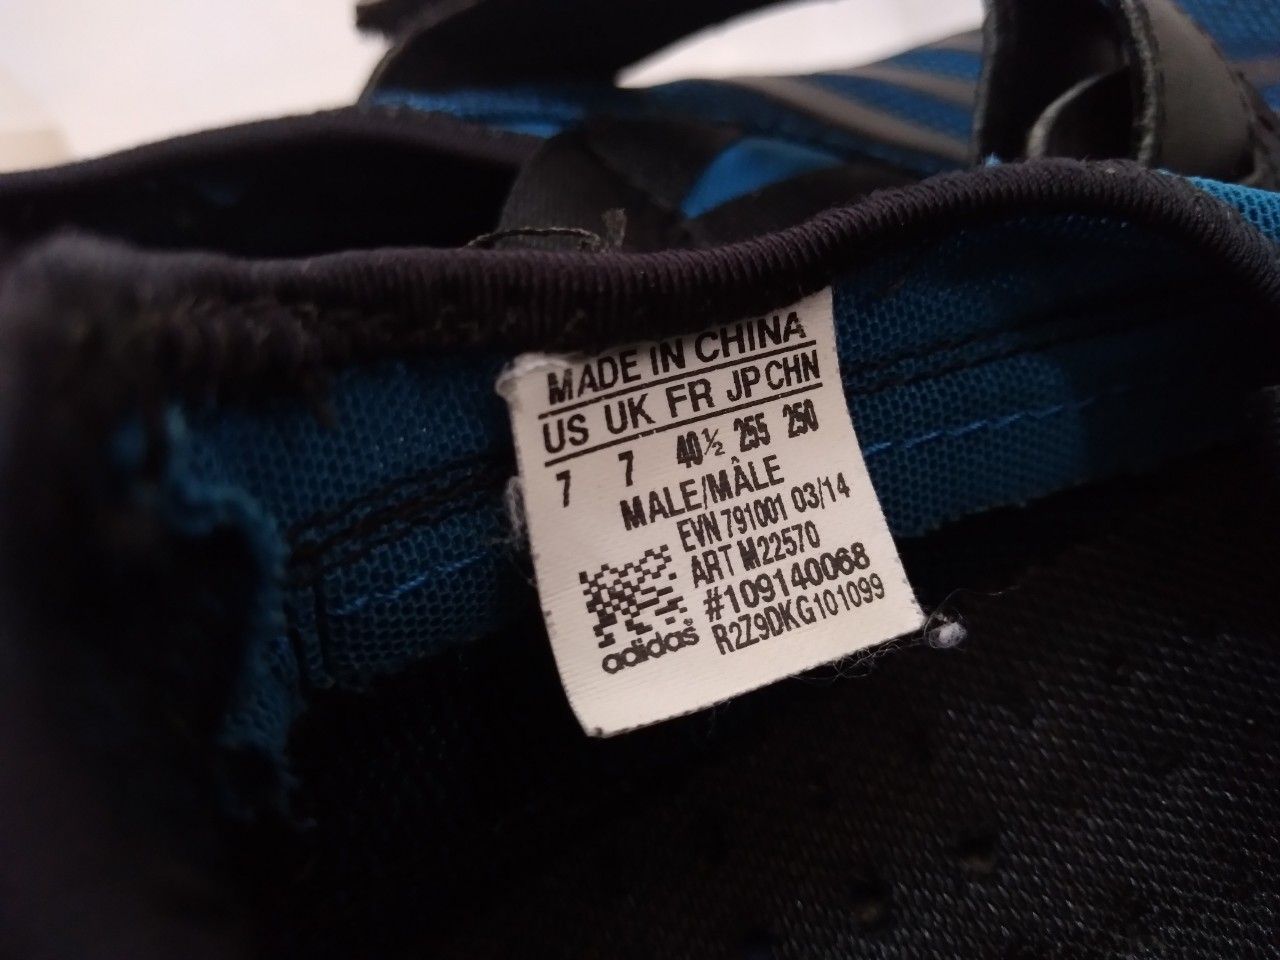 MADE IN CHINA
US UK FR JP CHN
7 7 40½ 255 250
MALE/MÂLE
EVN 791001 03/14
ART M22570
#109140068
R2Z9DKG101099
adidas